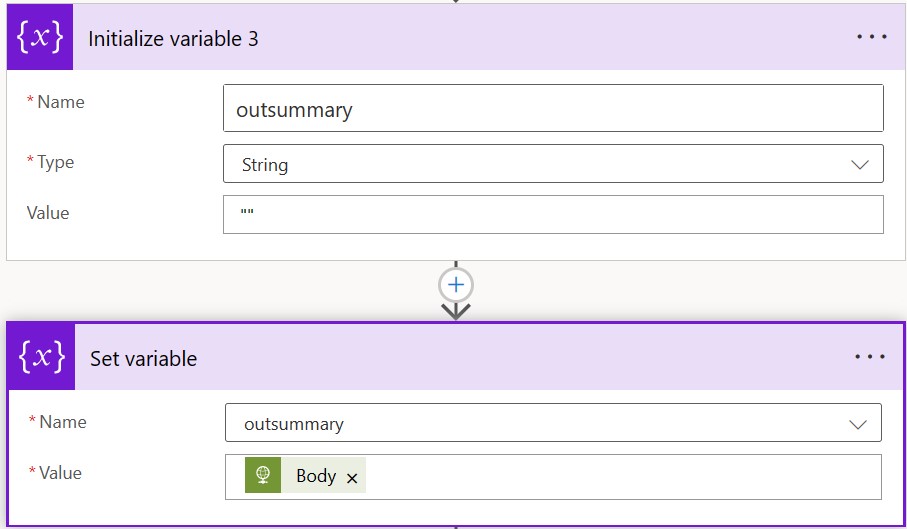 {x} Initialize variable 3 ...
* Name outsummary
* Type String
Value ""
{x} Set variable ...
* Name outsummary
* Value Body ×